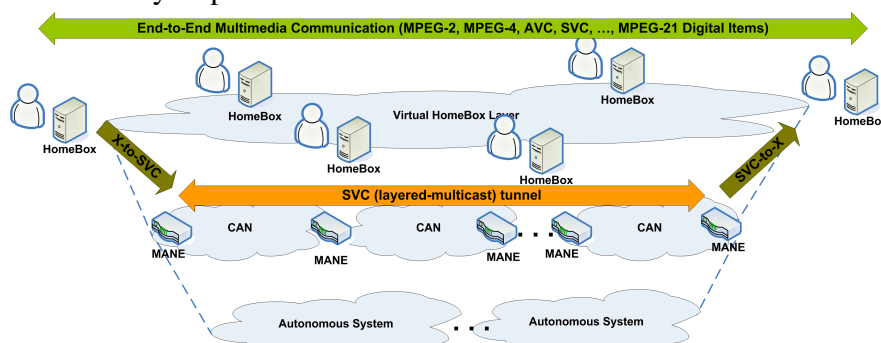 End-to-End Multimedia Communication (MPEG-2, MPEG-4, AVC, SVC, …, MPEG-21 Digital Items)
HomeBox
HomeBox
HomeBox
Virtual HomeBox Layer
HomeBox
HomeBox
HomeBox
X-to-SVC
SVC-to-X
SVC (layered-multicast) tunnel
CAN
CAN
CAN
MANE
MANE
MANE
MANE
MANE
Autonomous System
Autonomous System